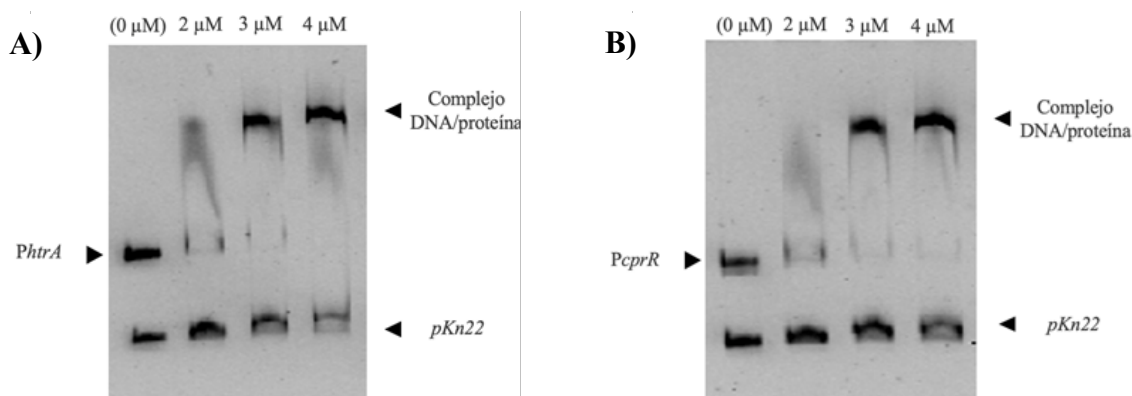 A)
(0 µM) 2 µM 3 µM 4 µM
Complejo
DNA/proteína
PhtrA
pKn22
B)
(0 µM) 2 µM 3 µM 4 µM
Complejo
DNA/proteína
PcprR
pKn22